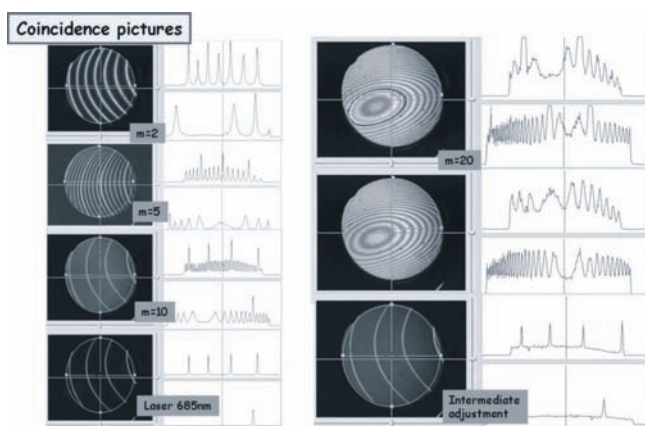 Coincidence pictures
m=2
m=5
m=10
Laser 685nm
m=20
Intermediate
adjustment